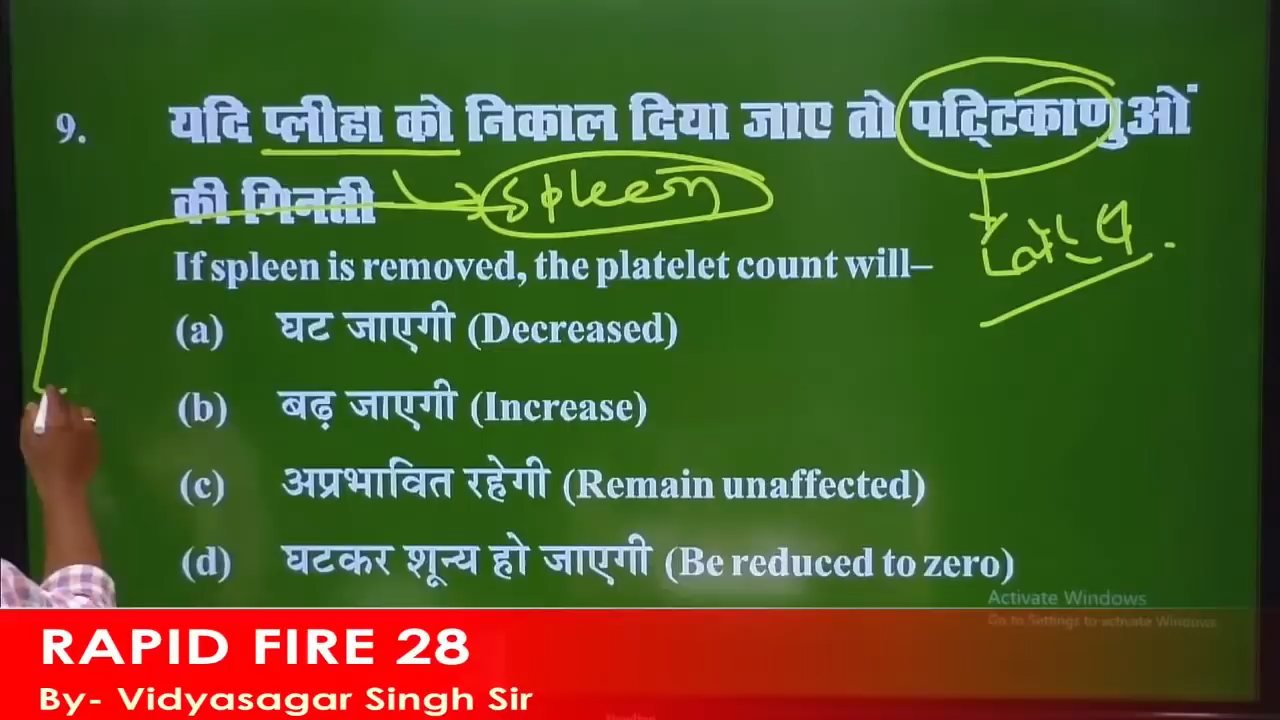 9. यदि प्लीहा को निकाल दिया जाए तो पट्टिकाणुओं
की गिनती
spleen
If spleen is removed, the platelet count will–
(a) घट जाएगी (Decreased)
(b) बढ़ जाएगी (Increase)
(c) अप्रभावित रहेगी (Remain unaffected)
(d) घटकर शून्य हो जाएगी (Be reduced to zero)
Activate Windows
Go to Settings to activate Windows.
RAPID FIRE 28
By- Vidyasagar Singh Sir